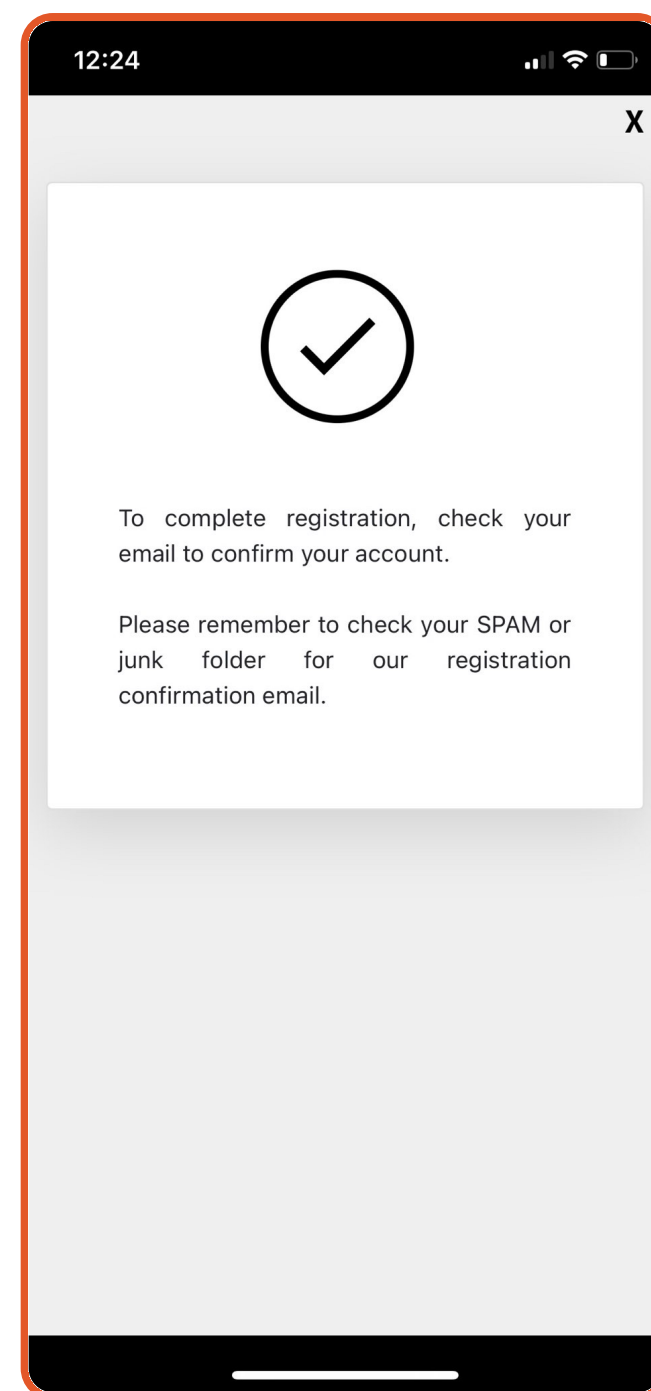 12:24
X
To complete registration, check your
email to confirm your account.
Please remember to check your SPAM or
junk folder for our registration
confirmation email.